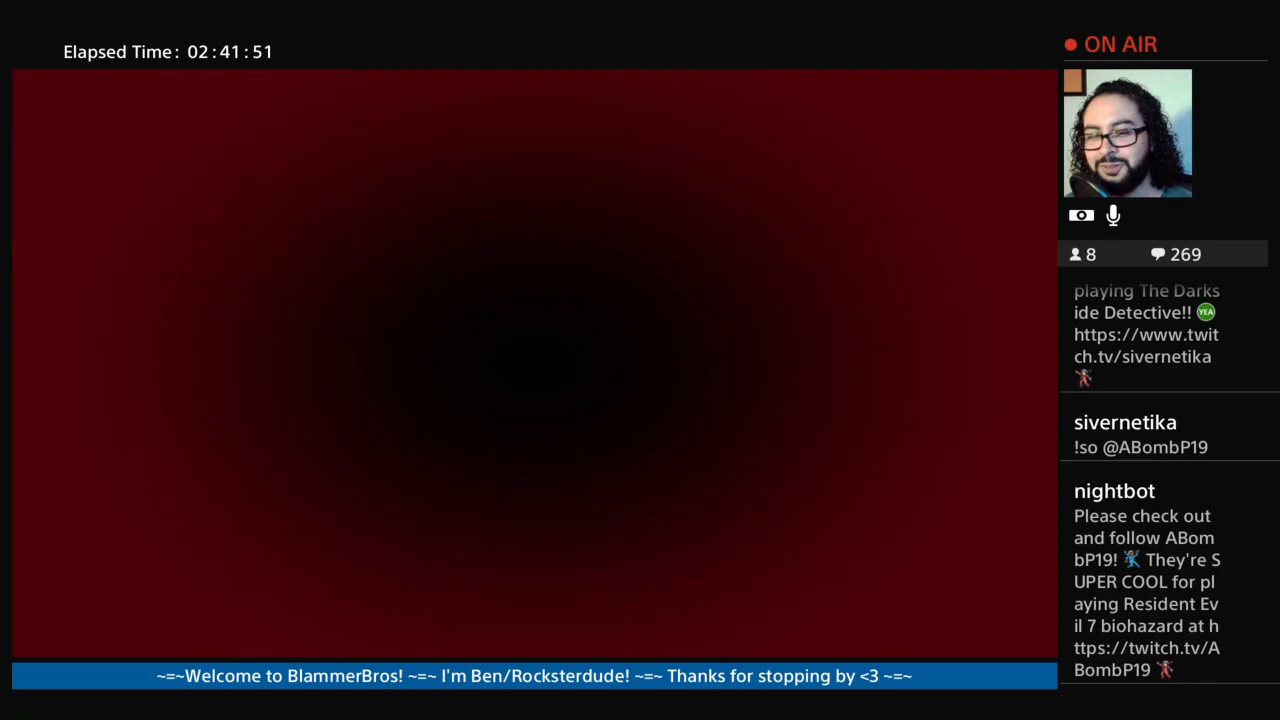 Elapsed Time: 02:41:51
ON AIR
8 269
playing The Darks
ide Detective!! YEA
https://www.twit
ch.tv/sivernetika
sivernetika
!so @ABombP19
nightbot
Please check out
and follow ABom
bP19! They're S
UPER COOL for pl
aying Resident Ev
il 7 biohazard at h
ttps://twitch.tv/A
BombP19
~=~Welcome to BlammerBros! ~=~ I'm Ben/Rocksterdude! ~=~ Thanks for stopping by <3 ~=~